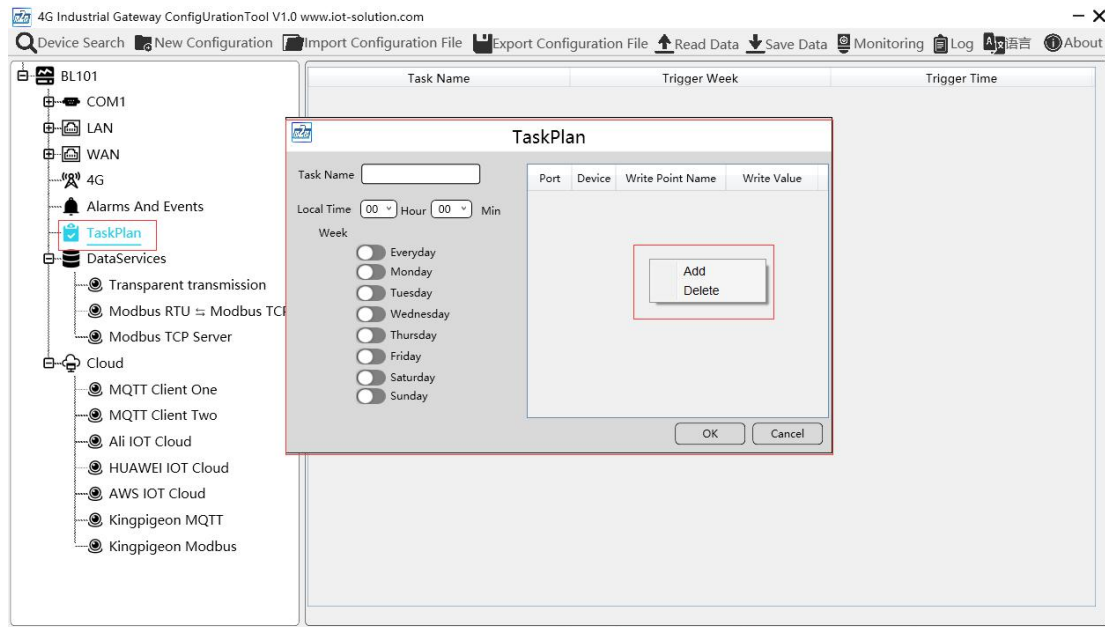 4G Industrial Gateway ConfigUrationTool V1.0 www.iot-solution.com
Device Search New Configuration Import Configuration File Export Configuration File Read Data Save Data Monitoring Log 语言 About
BL101
COM1
LAN
WAN
4G
Alarms And Events
TaskPlan
DataServices
Transparent transmission
Modbus RTU ⇆ Modbus TCP
Modbus TCP Server
Cloud
MQTT Client One
MQTT Client Two
Ali IOT Cloud
HUAWEI IOT Cloud
AWS IOT Cloud
Kingpigeon MQTT
Kingpigeon Modbus
Task Name Trigger Week Trigger Time
TaskPlan
Task Name
Local Time 00 Hour 00 Min
Week
Everyday
Monday
Tuesday
Wednesday
Thursday
Friday
Saturday
Sunday
Port Device Write Point Name Write Value
Add
Delete
OK Cancel